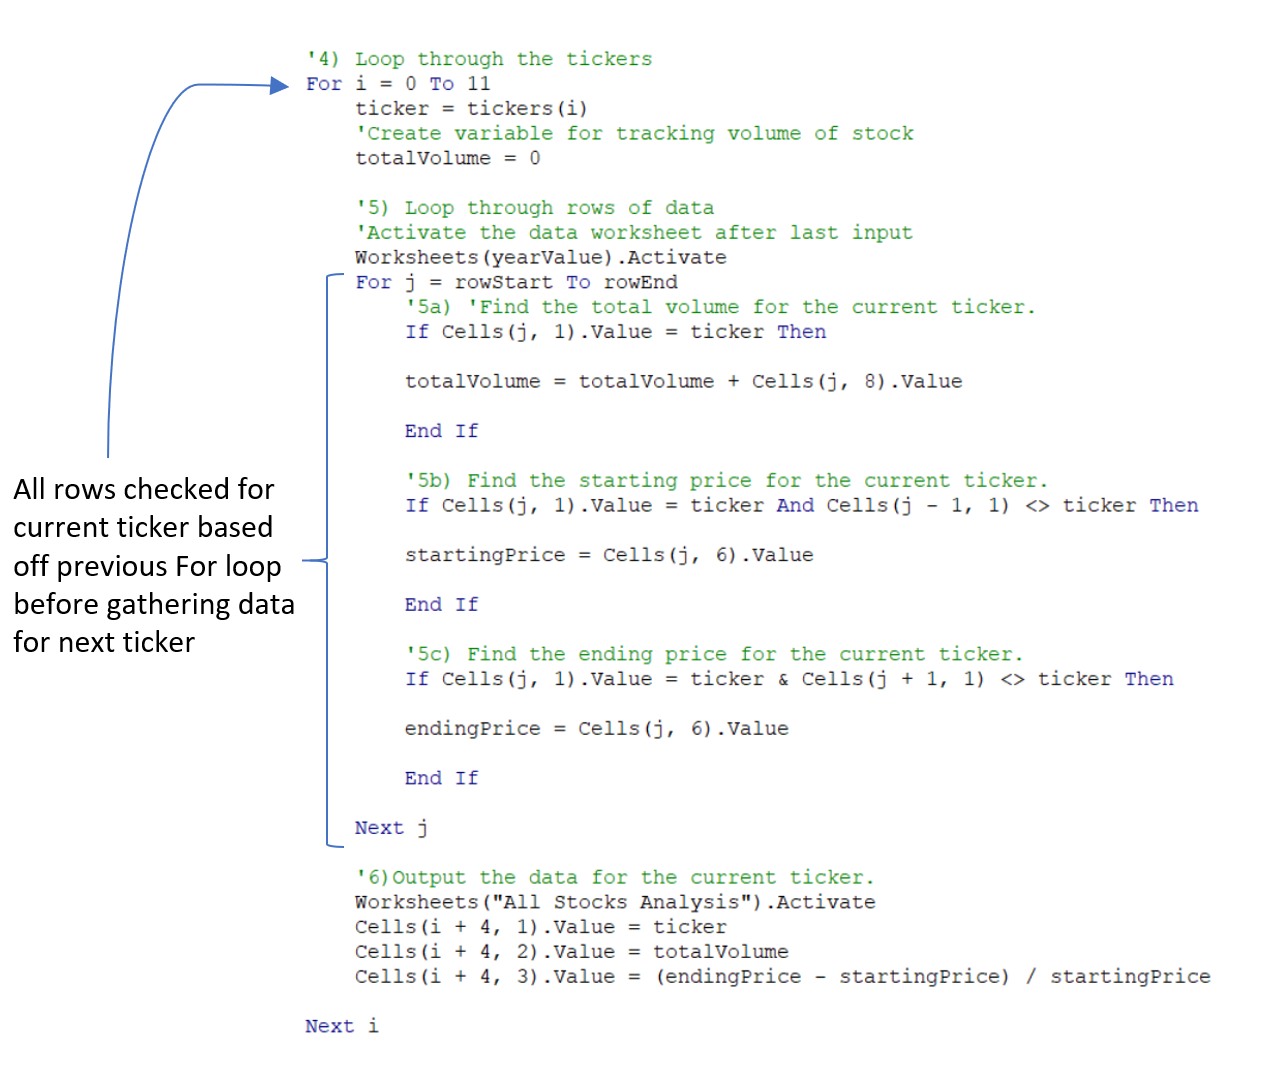 '4) Loop through the tickers
For i = 0 To 11
ticker = tickers(i)
'Create variable for tracking volume of stock
totalVolume = 0
'5) Loop through rows of data
'Activate the data worksheet after last input
Worksheets(yearValue).Activate
For j = rowStart To rowEnd
'5a) 'Find the total volume for the current ticker.
If Cells(j, 1).Value = ticker Then
totalVolume = totalVolume + Cells(j, 8).Value
End If
'5b) Find the starting price for the current ticker.
If Cells(j, 1).Value = ticker And Cells(j - 1, 1) <> ticker Then
startingPrice = Cells(j, 6).Value
End If
'5c) Find the ending price for the current ticker.
If Cells(j, 1).Value = ticker & Cells(j + 1, 1) <> ticker Then
endingPrice = Cells(j, 6).Value
End If
Next j
'6)Output the data for the current ticker.
Worksheets("All Stocks Analysis").Activate
Cells(i + 4, 1).Value = ticker
Cells(i + 4, 2).Value = totalVolume
Cells(i + 4, 3).Value = (endingPrice - startingPrice) / startingPrice
Next i
All rows checked for
current ticker based
off previous For loop
before gathering data
for next ticker